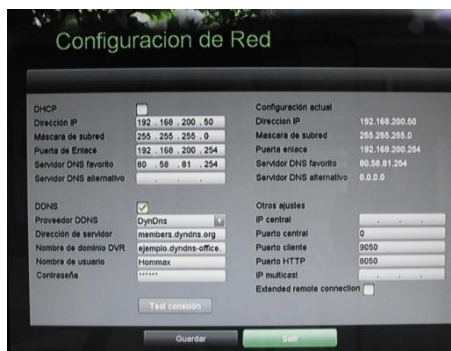 Configuracion de Red
DHCP
Dirección IP 192 . 168 . 200 . 50
Máscara de subred 255 . 255 . 255 . 0
Puerta de Enlace 192 . 168 . 200 . 254
Servidor DNS favorito 80 . 58 . 81 . 254
Servidor DNS alternativo . . .
DDNS
Proveedor DDNS DynDns
Dirección de servidor members.dyndns.org
Nombre de dominio DVR ejemplo.dyndns-office.
Nombre de usuario Hommax
Contraseña ******
Test conexión
Configuración actual
Direccion IP 192.168.200.50
Mascara de subred 255.255.255.0
Puerta enlace 192.168.200.254
Servidor DNS favorito 80.58.81.254
Servidor DNS alternativo 0.0.0.0
Otros ajustes
IP central . . .
Puerto central 0
Puerto cliente 9050
Puerto HTTP 8050
IP multicast . . .
Extended remote connection
Guardar
Salir